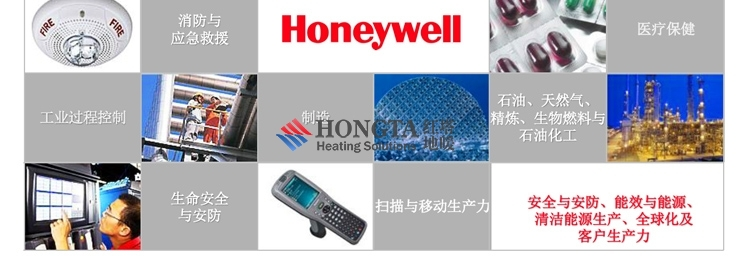 FIRE FIRE
消防与
应急救援
Honeywell
医疗保健
工业过程控制
制造
石油、天然气、
精炼、生物燃料与
石油化工
HONGTA 红塔
Heating Solutions 地暖
生命安全
与安防
扫描与移动生产力
安全与安防、能效与能源、
清洁能源生产、全球化及
客户生产力